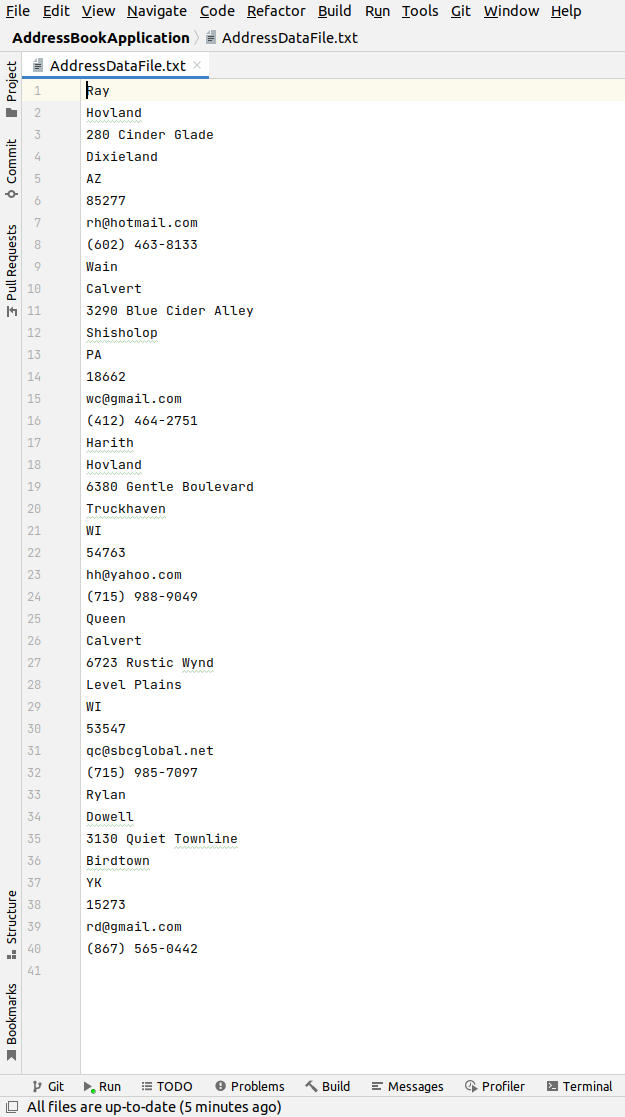 File Edit View Navigate Code Refactor Build Run Tools Git Window Help
AddressBookApplication AddressDataFile.txt
AddressDataFile.txt
Project
Commit
Pull Requests
Structure
Bookmarks
1 Ray
2 Hovland
3 280 Cinder Glade
4 Dixieland
5 AZ
6 85277
7 rh@hotmail.com
8 (602) 463-8133
9 Wain
10 Calvert
11 3290 Blue Cider Alley
12 Shisholop
13 PA
14 18662
15 wc@gmail.com
16 (412) 464-2751
17 Harith
18 Hovland
19 6380 Gentle Boulevard
20 Truckhaven
21 WI
22 54763
23 hh@yahoo.com
24 (715) 988-9049
25 Queen
26 Calvert
27 6723 Rustic Wynd
28 Level Plains
29 WI
30 53547
31 qc@sbcglobal.net
32 (715) 985-7097
33 Rylan
34 Dowell
35 3130 Quiet Townline
36 Birdtown
37 YK
38 15273
39 rd@gmail.com
40 (867) 565-0442
41
Git Run TODO Problems Build Messages Profiler Terminal
All files are up-to-date (5 minutes ago)